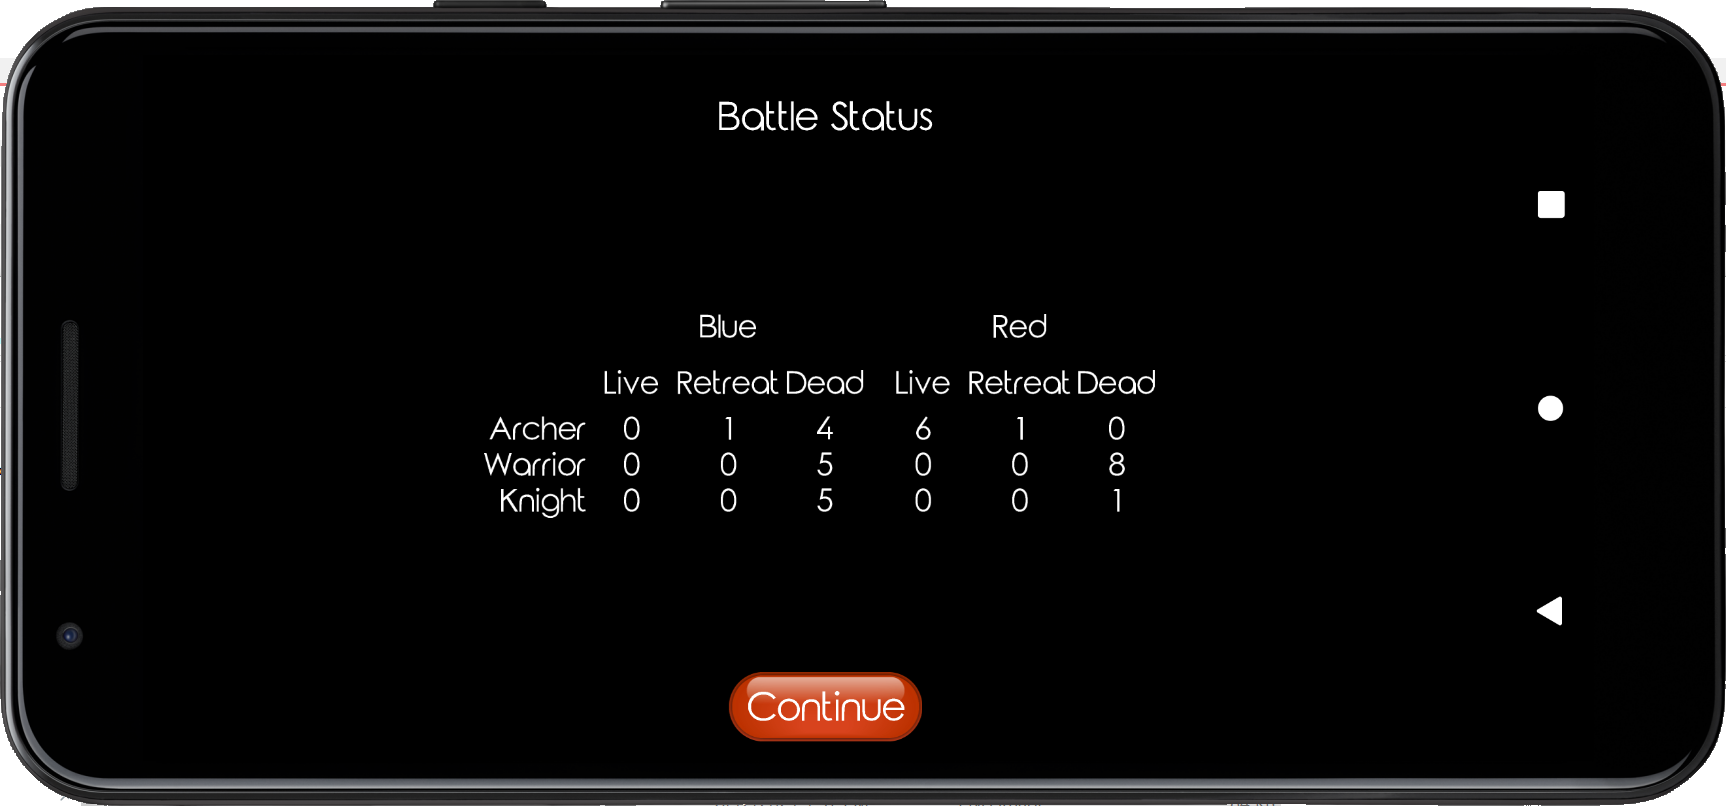 Battle Status
Blue Red
Live Retreat Dead Live Retreat Dead
Archer 0 1 4 6 1 0
Warrior 0 0 5 0 0 8
Knight 0 0 5 0 0 1
Continue